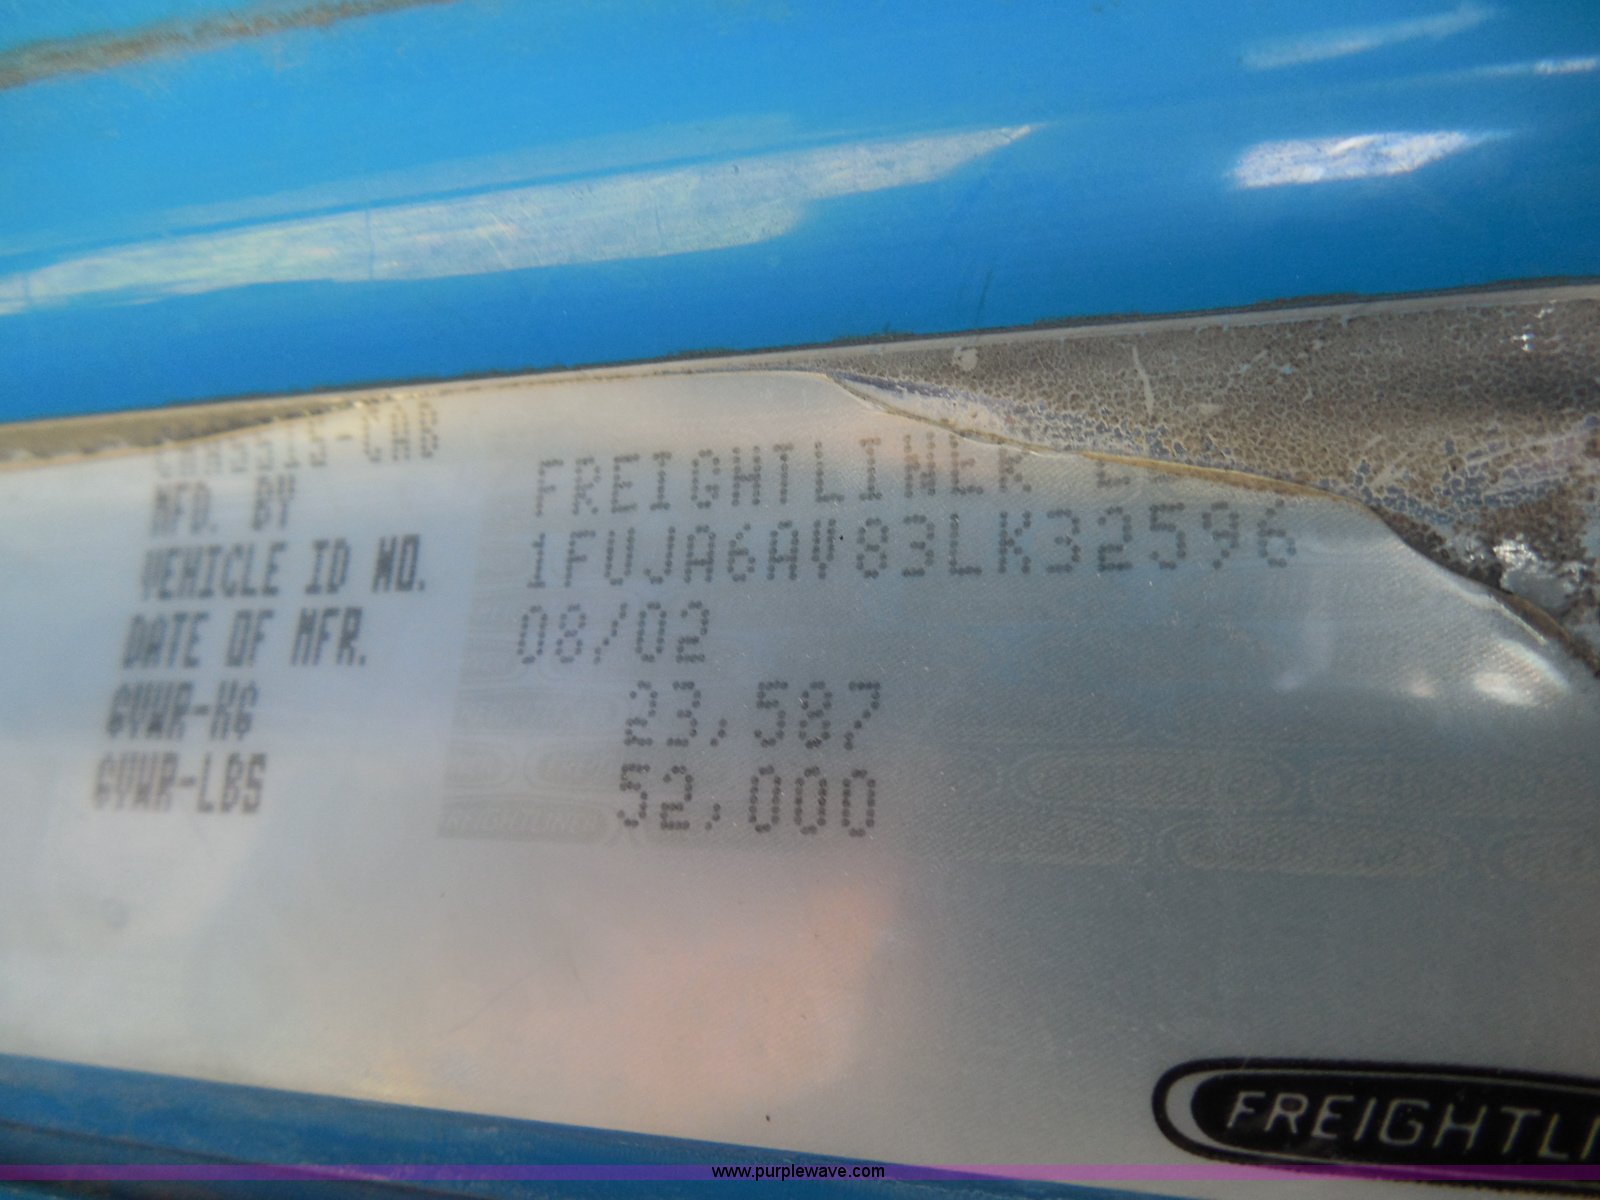 CHASSIS-CAB
MFD. BY FREIGHTLINER
VEHICLE ID NO. 1FUJA6AV83LK32596
DATE OF MFR. 08/02
GVWR-KG 23,587
GVWR-LBS 52,000
FREIGHTLI
www.purplewave.com